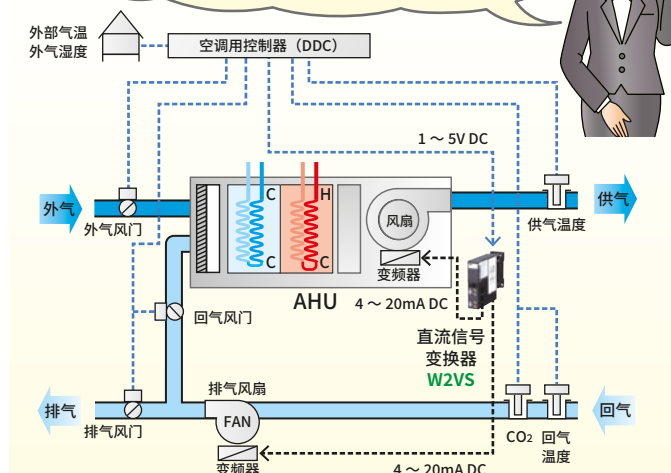 外部气温
外气湿度
空调用控制器（DDC）
1 ～ 5V DC
外气
供气
C
H
风扇
外气风门
供气温度
C
C
变频器
AHU
4 ～ 20mA DC
回气风门
直流信号
变换器
W2VS
排气风扇
排气
FAN
回气
排气风门
CO2
回气
温度
变频器
4 ～ 20mA DC